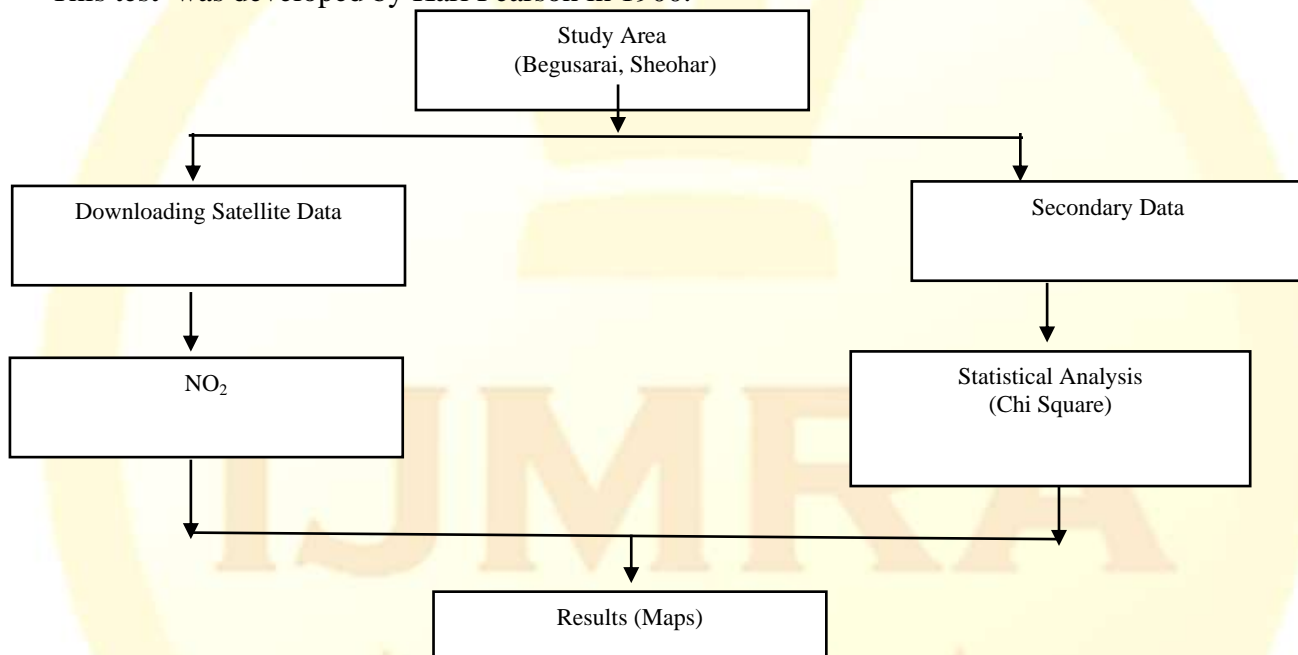 This test was developed by Karl Pearson in 1900.
Study Area
(Begusarai, Sheohar)
Downloading Satellite Data
Secondary Data
NO₂
Statistical Analysis
(Chi Square)
IJMRA
Results (Maps)